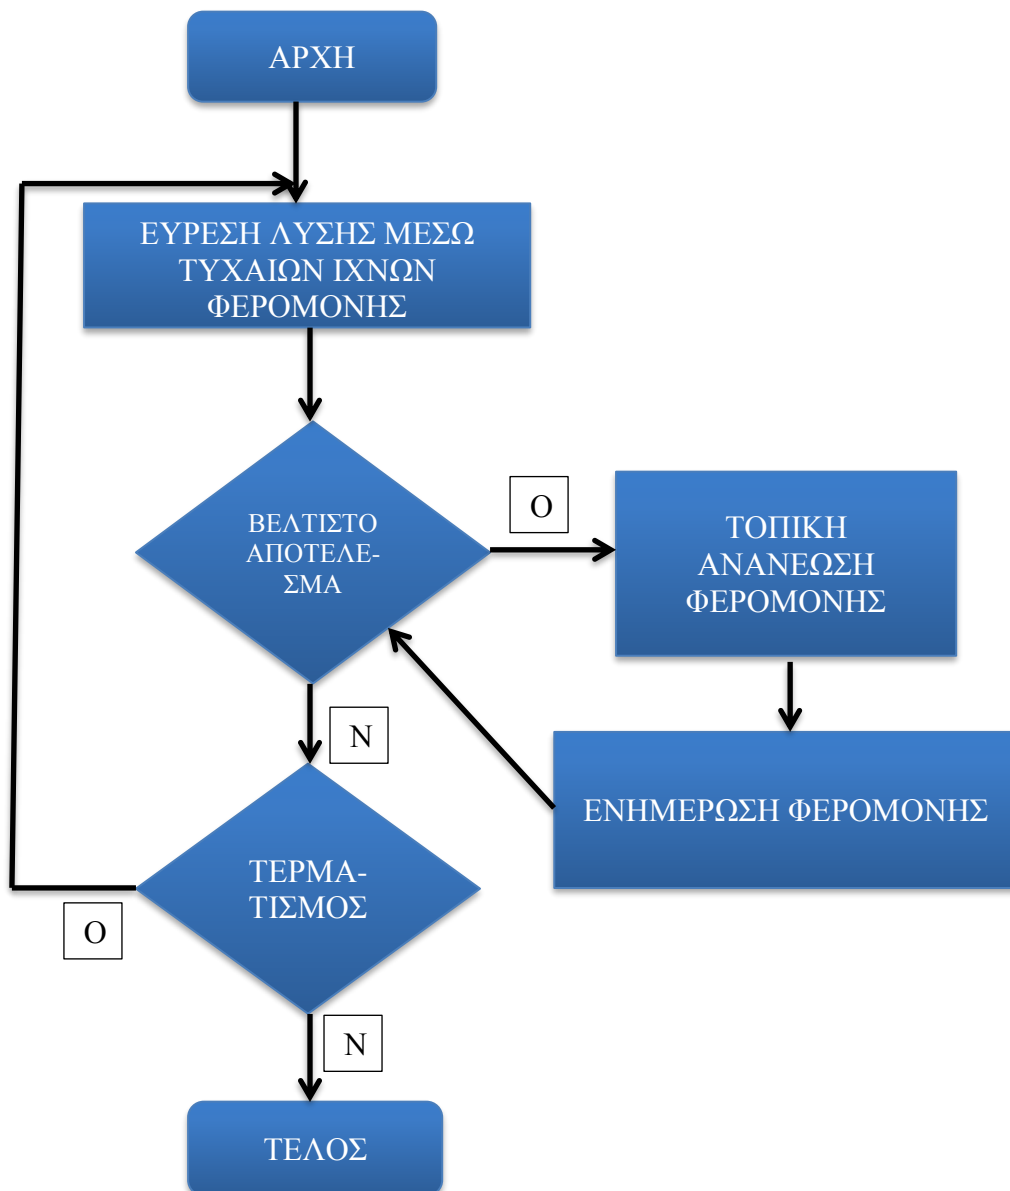 ΑΡΧΗ
ΕΥΡΕΣΗ ΛΥΣΗΣ ΜΕΣΩ
ΤΥΧΑΙΩΝ ΙΧΝΩΝ
ΦΕΡΟΜΟΝΗΣ
ΒΕΛΤΙΣΤΟ
ΑΠΟΤΕΛΕ-
ΣΜΑ
Ο
ΤΟΠΙΚΗ
ΑΝΑΝΕΩΣΗ
ΦΕΡΟΜΟΝΗΣ
Ν
ΕΝΗΜΕΡΩΣΗ ΦΕΡΟΜΟΝΗΣ
ΤΕΡΜΑ-
ΤΙΣΜΟΣ
Ο
Ν
ΤΕΛΟΣ